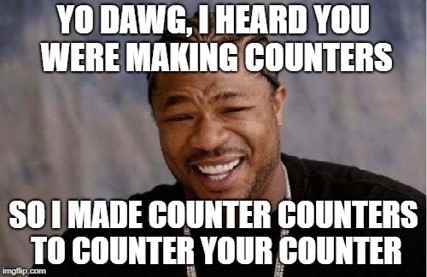 YO DAWG, I HEARD YOU
WERE MAKING COUNTERS
SO I MADE COUNTER COUNTERS
TO COUNTER YOUR COUNTER
imgflip.com